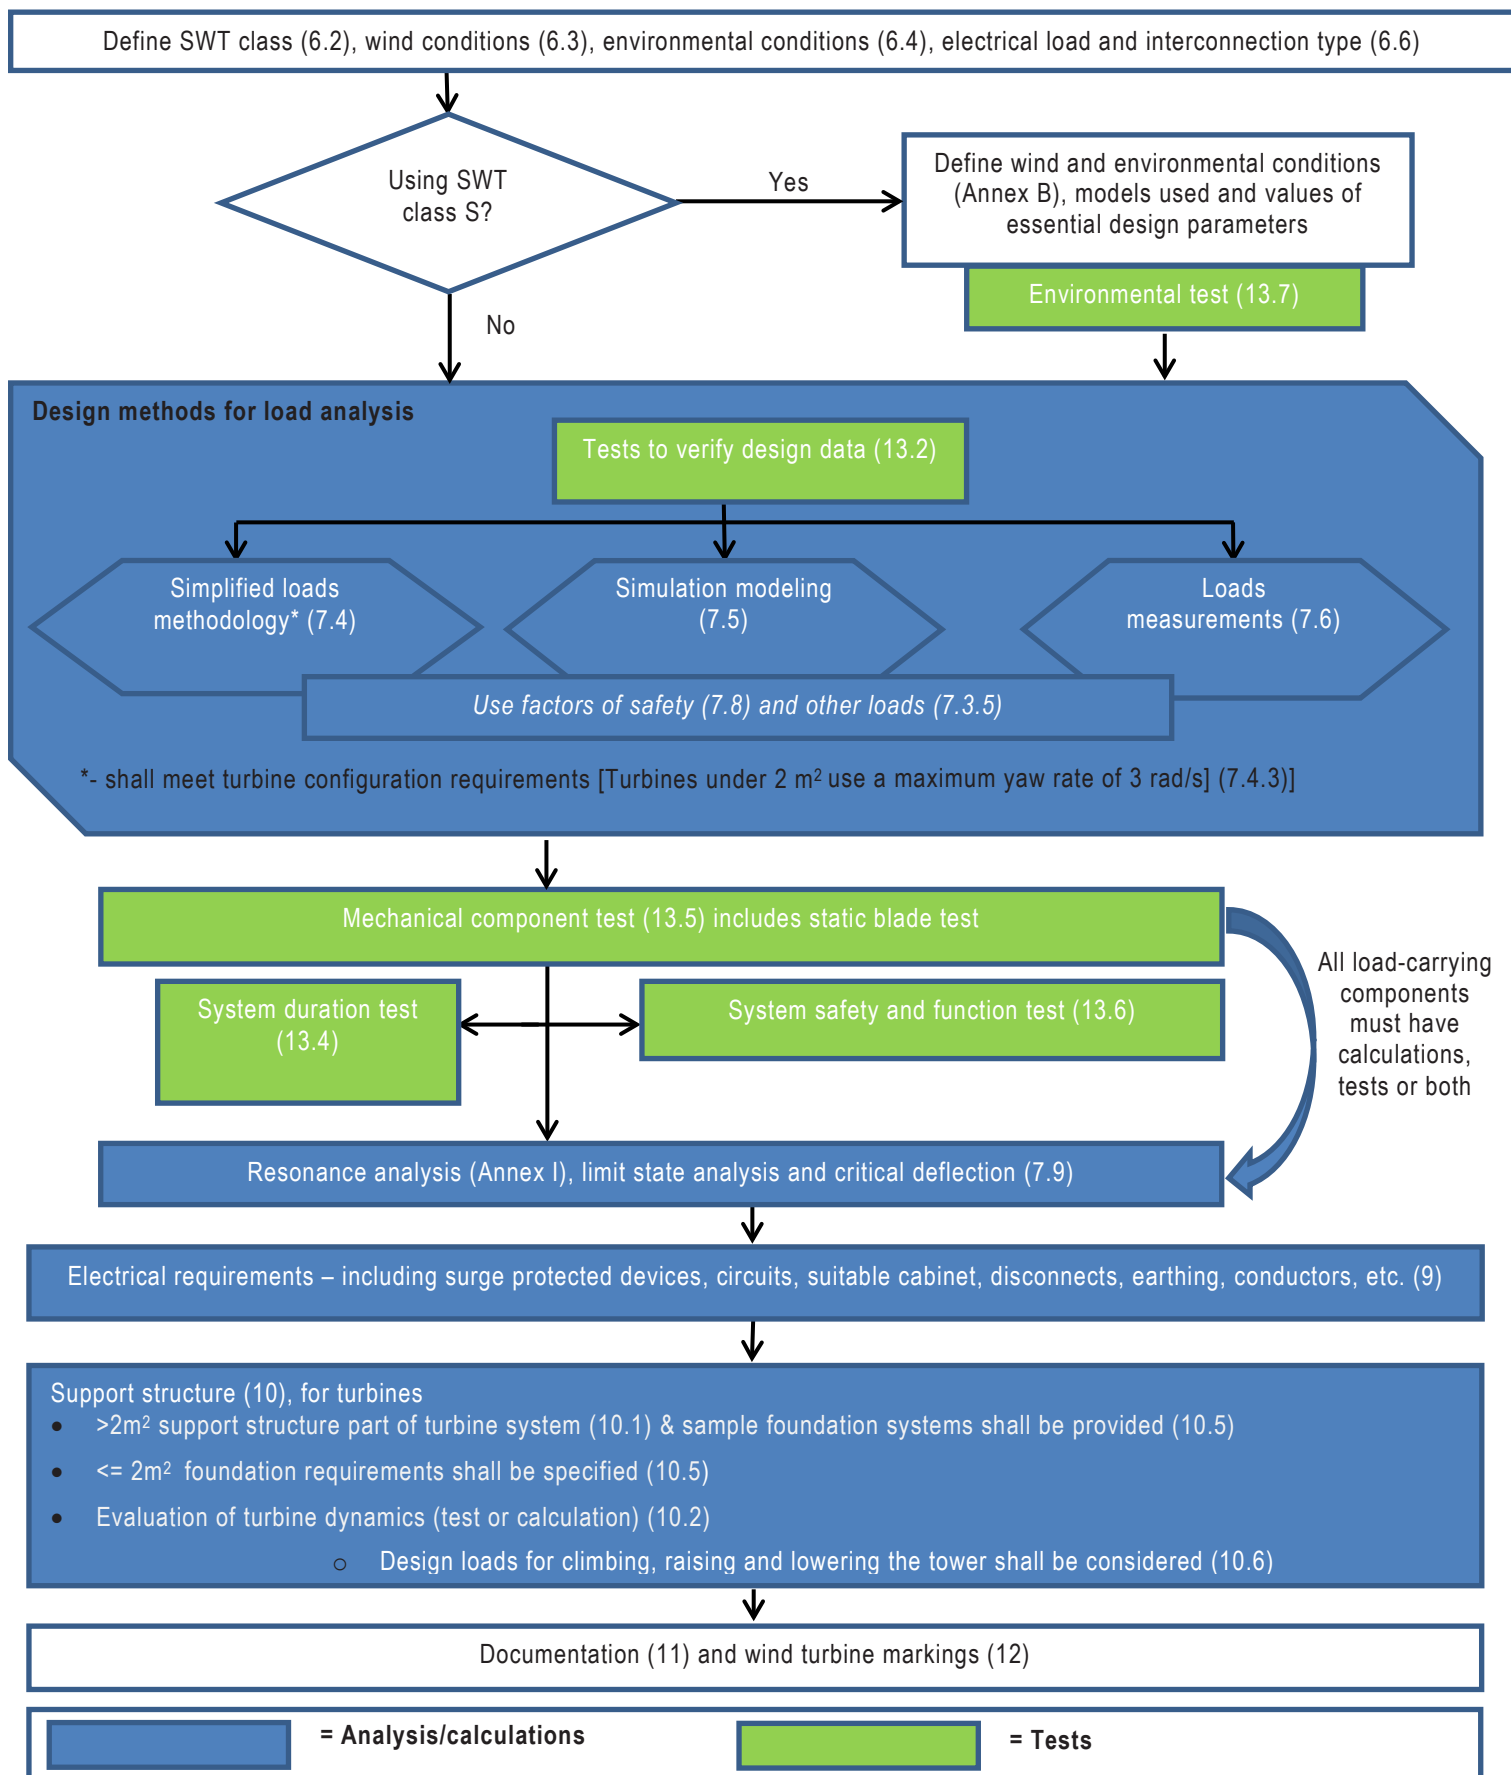 Define SWT class (6.2), wind conditions (6.3), environmental conditions (6.4), electrical load and interconnection type (6.6)
Using SWT
class S?
Yes
Define wind and environmental conditions
(Annex B), models used and values of
essential design parameters
Environmental test (13.7)
No
Design methods for load analysis
Tests to verify design data (13.2)
Simplified loads
methodology* (7.4)
Simulation modeling
(7.5)
Loads
measurements (7.6)
Use factors of safety (7.8) and other loads (7.3.5)
*- shall meet turbine configuration requirements [Turbines under 2 m² use a maximum yaw rate of 3 rad/s] (7.4.3)]
Mechanical component test (13.5) includes static blade test
System duration test
(13.4)
System safety and function test (13.6)
All load-carrying
components
must have
calculations,
tests or both
Resonance analysis (Annex I), limit state analysis and critical deflection (7.9)
Electrical requirements – including surge protected devices, circuits, suitable cabinet, disconnects, earthing, conductors, etc. (9)
Support structure (10), for turbines
• >2m² support structure part of turbine system (10.1) & sample foundation systems shall be provided (10.5)
• <= 2m² foundation requirements shall be specified (10.5)
• Evaluation of turbine dynamics (test or calculation) (10.2)
o Design loads for climbing, raising and lowering the tower shall be considered (10.6)
Documentation (11) and wind turbine markings (12)
= Analysis/calculations
= Tests